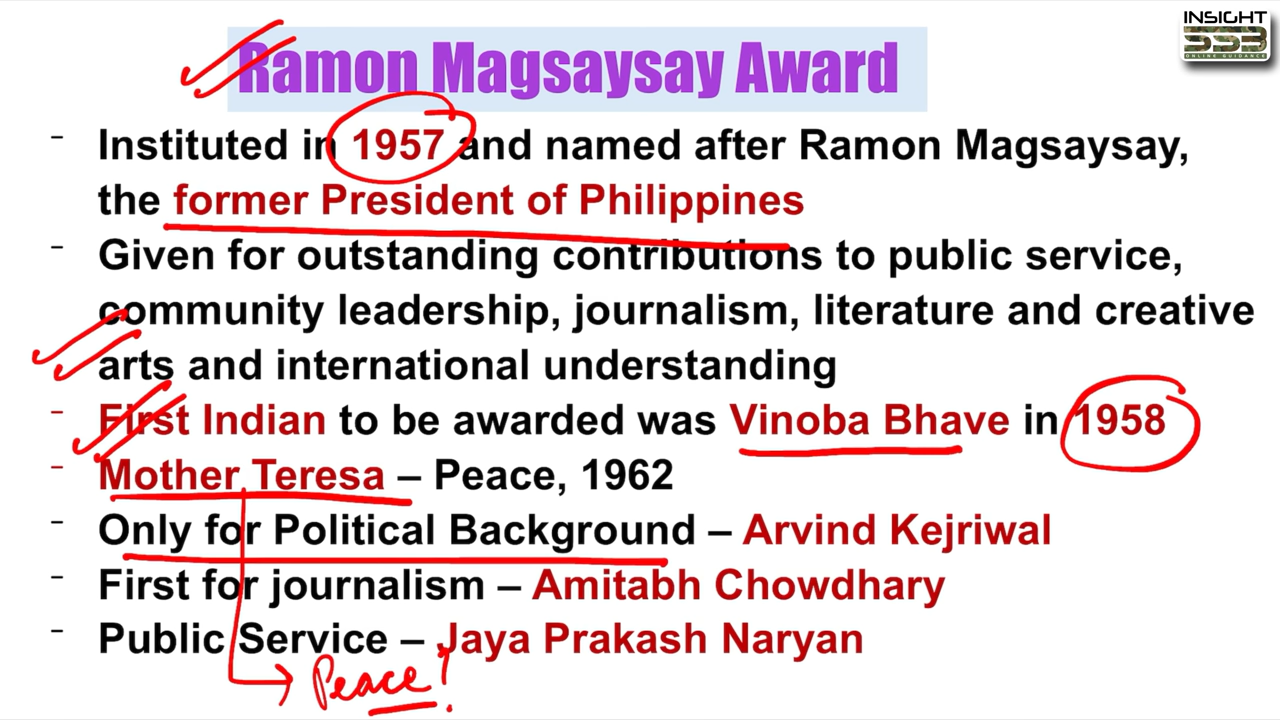 INSIGHT
SSB
ONLINE GUIDANCE
Ramon Magsaysay Award
- Instituted in 1957 and named after Ramon Magsaysay,
the former President of Philippines
- Given for outstanding contributions to public service,
community leadership, journalism, literature and creative
arts and international understanding
- First Indian to be awarded was Vinoba Bhave in 1958
- Mother Teresa – Peace, 1962
- Only for Political Background – Arvind Kejriwal
- First for journalism – Amitabh Chowdhary
- Public Service – Jaya Prakash Naryan
Peace!